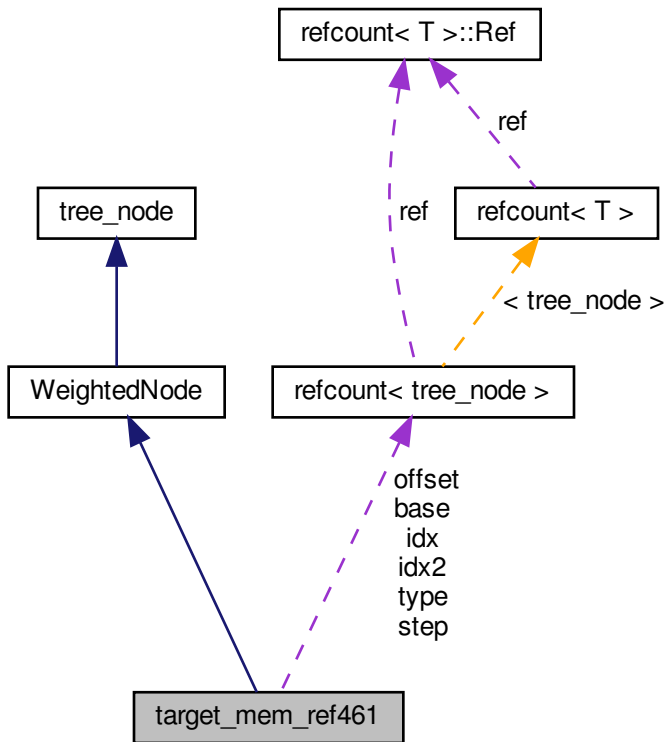 refcount< T >::Ref
ref
tree_node
ref
refcount< T >
< tree_node >
WeightedNode
refcount< tree_node >
offset
base
idx
idx2
type
step
target_mem_ref461